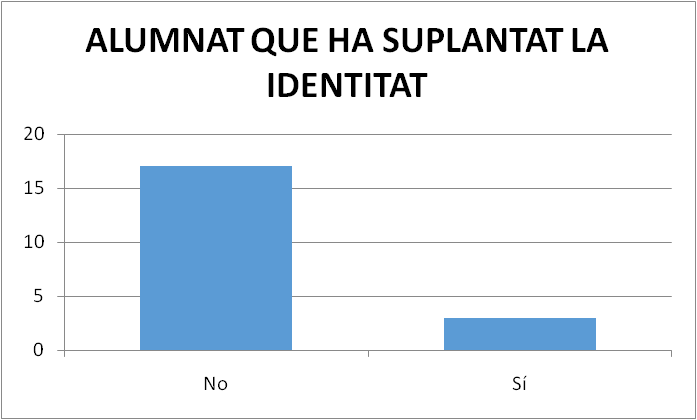 ALUMNAT QUE HA SUPLANTAT LA
IDENTITAT
20
15
10
5
0
No
Sí